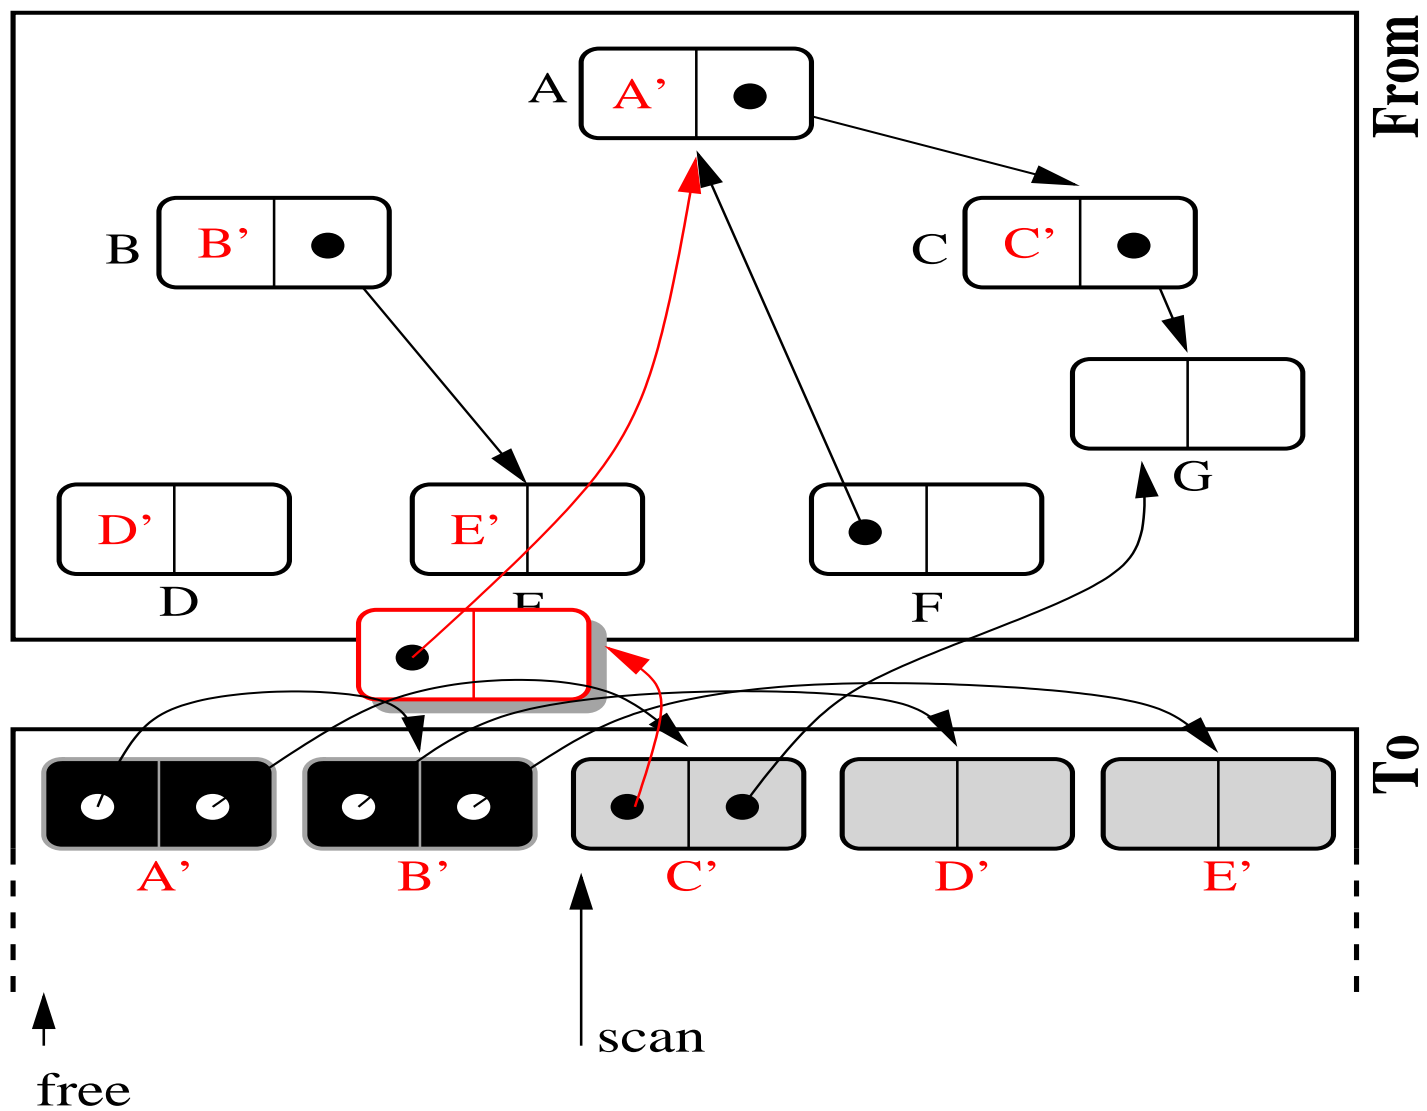 From
A A'
B B'
C C'
G
D' E'
D E F
To
A' B' C' D' E'
scan
free